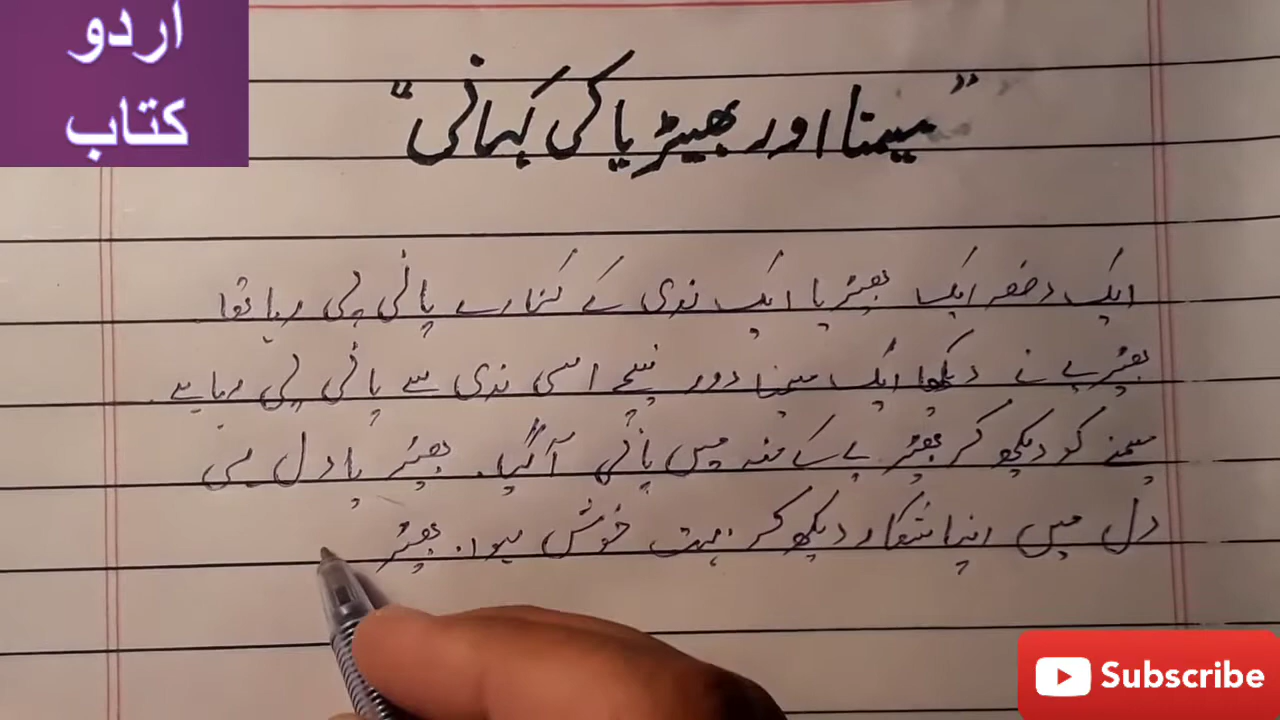 اردو
کتاب
"میمنا اور بھیڑیا کی کہانی"
ایک دفعہ ایک بھیڑیا ایک ندی کے کنارے پانی پی رہا تھا
بھیڑیے نے دیکھا ایک میمنا دور نیچے اسی ندی سے پانی پی رہا ہے۔
میمنے کو دیکھ کر بھیڑیے کے منہ میں پانی آگیا۔ بھیڑیا دل ہی
دل میں اپنا شکار دیکھ کر بہت خوش ہوا۔ بھیڑ
Subscribe